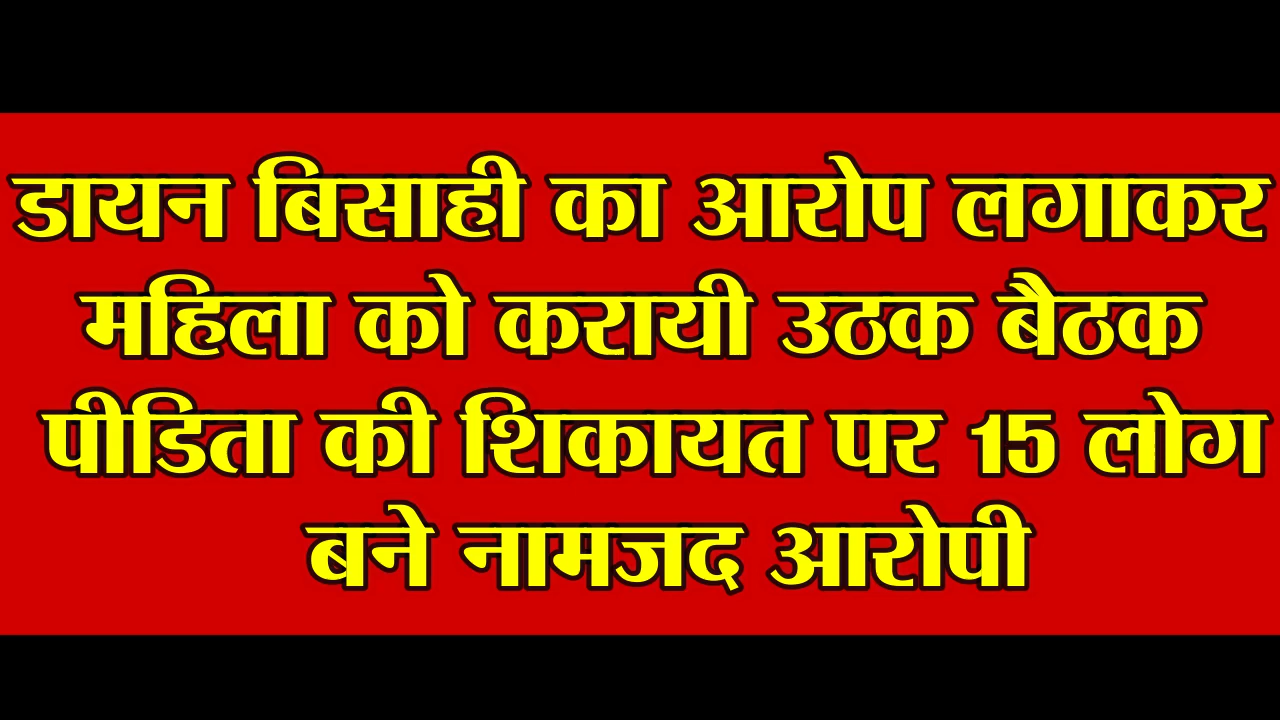 डायन बिसाही का आरोप लगाकर
महिला को करायी उठक बैठक
पीडिता की शिकायत पर 15 लोग
बने नामजद आरोपी